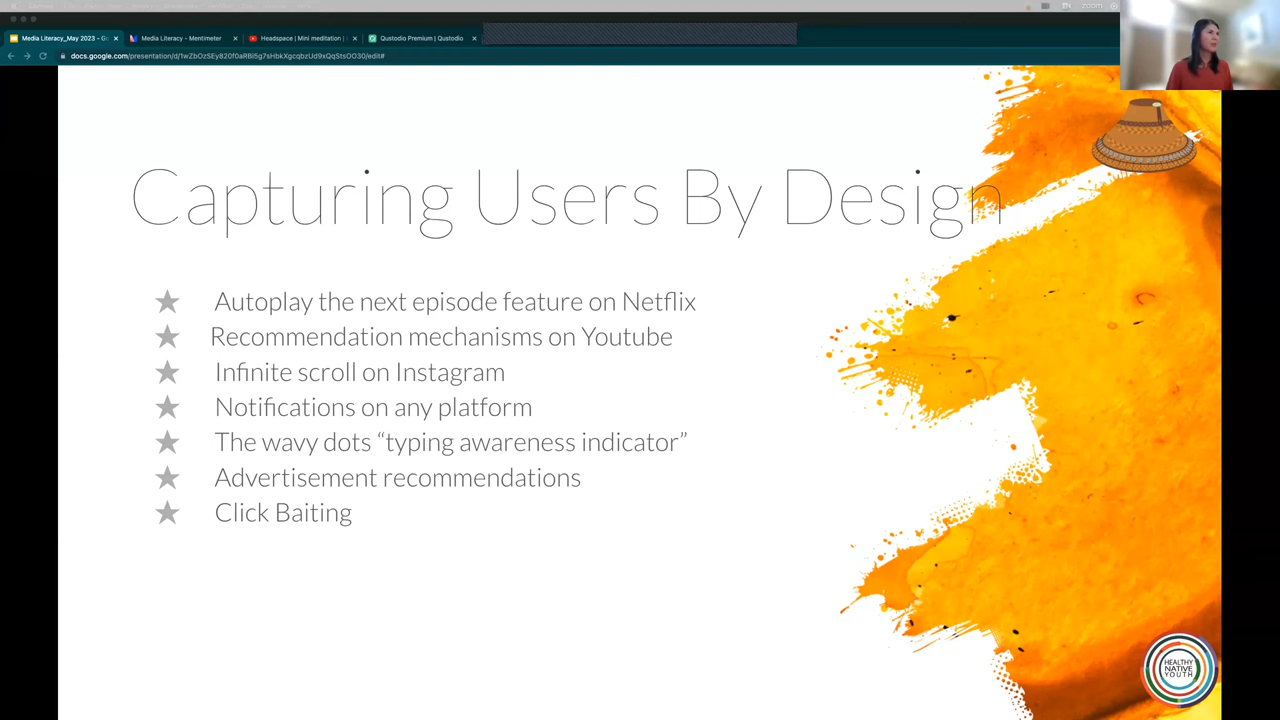 zoom
Media Literacy_May 2023 - G
Media Literacy - Mentimeter
Headspace | Mini meditation |
Qustodio Premium | Qustodio
docs.google.com/presentation/d/1wZbOzSEy820f0aRBi5g7sHbkXgcqbzUd9xQqStsOO30/edit#
Capturing Users By Design
★ Autoplay the next episode feature on Netflix
★ Recommendation mechanisms on Youtube
★ Infinite scroll on Instagram
★ Notifications on any platform
★ The wavy dots “typing awareness indicator”
★ Advertisement recommendations
★ Click Baiting
HEALTHY
NATIVE
YOUTH